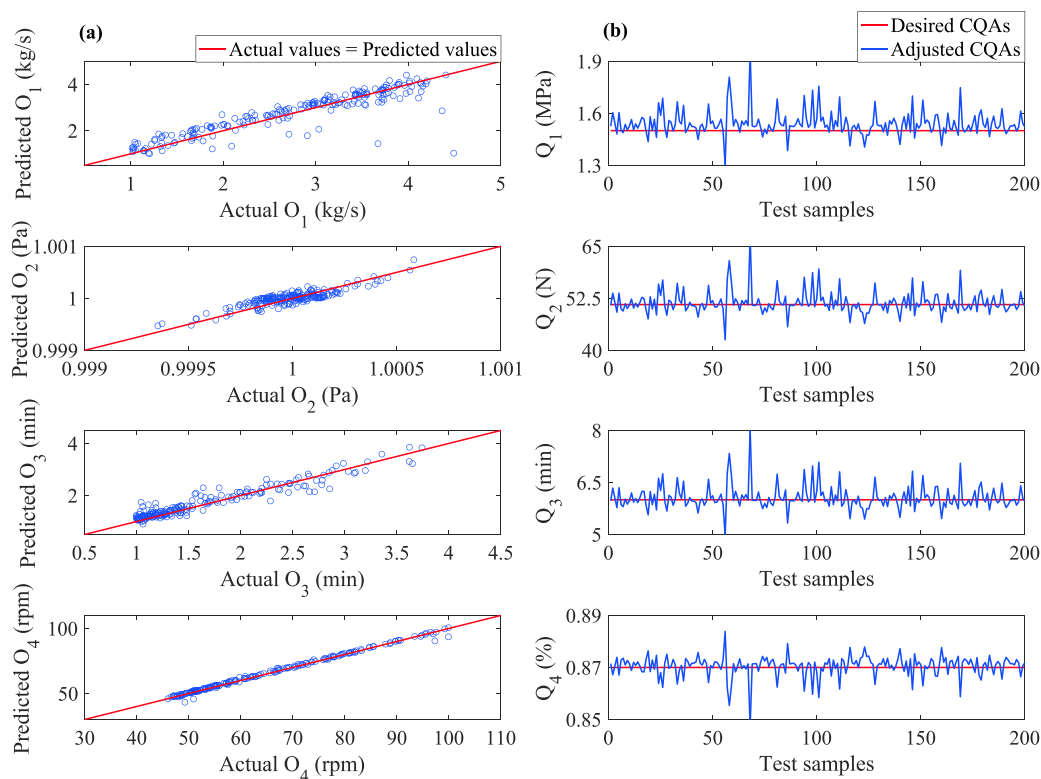 (a)
Actual values = Predicted values
Predicted O1 (kg/s)
4
2
1 2 3 4 5
Actual O1 (kg/s)
Predicted O2 (Pa)
1.001
1
0.999
0.999 0.9995 1 1.0005 1.001
Actual O2 (Pa)
Predicted O3 (min)
4
2
0.5 1 1.5 2 2.5 3 3.5 4 4.5
Actual O3 (min)
Predicted O4 (rpm)
100
50
30 40 50 60 70 80 90 100 110
Actual O4 (rpm)
(b)
Desired CQAs
Adjusted CQAs
Q1 (MPa)
1.9
1.6
1.3
0 50 100 150 200
Test samples
Q2 (N)
65
52.5
40
0 50 100 150 200
Test samples
Q3 (min)
8
6.5
5
0 50 100 150 200
Test samples
Q4 (%)
0.89
0.87
0.85
0 50 100 150 200
Test samples